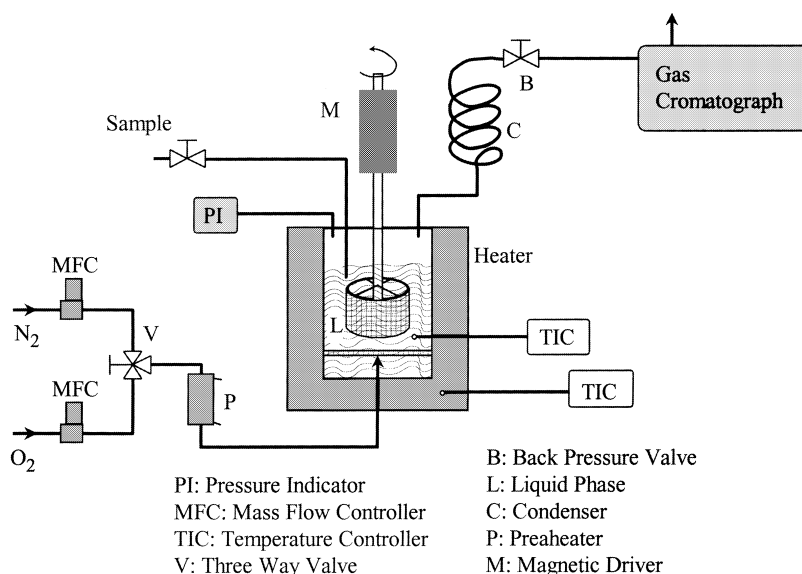 M
B
Gas
Cromatograph
C
Sample
PI
Heater
MFC
N2
V
L
TIC
MFC
P
TIC
O2
PI: Pressure Indicator
MFC: Mass Flow Controller
TIC: Temperature Controller
V: Three Way Valve
B: Back Pressure Valve
L: Liquid Phase
C: Condenser
P: Preaheater
M: Magnetic Driver